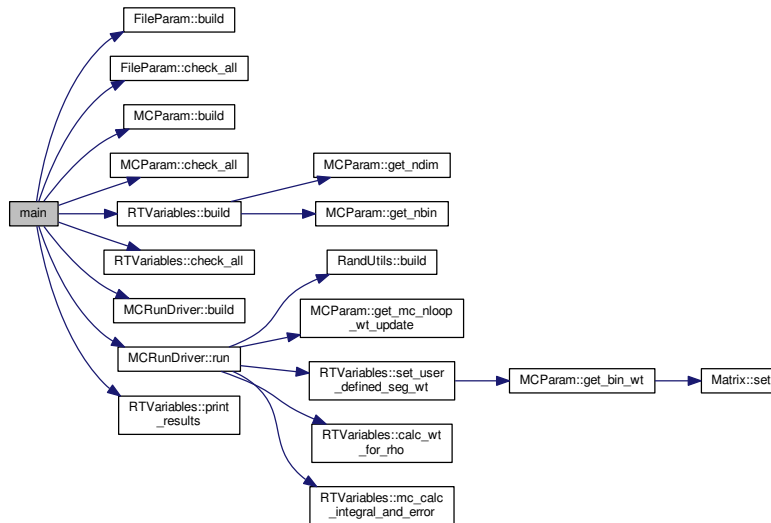 FileParam::build
FileParam::check_all
MCParam::build
MCParam::check_all
MCParam::get_ndim
main
RTVariables::build
MCParam::get_nbin
RTVariables::check_all
RandUtils::build
MCRunDriver::build
MCParam::get_mc_nloop
_wt_update
MCRunDriver::run
RTVariables::set_user
_defined_seg_wt
MCParam::get_bin_wt
Matrix::set
RTVariables::print
_results
RTVariables::calc_wt
_for_rho
RTVariables::mc_calc
_integral_and_error